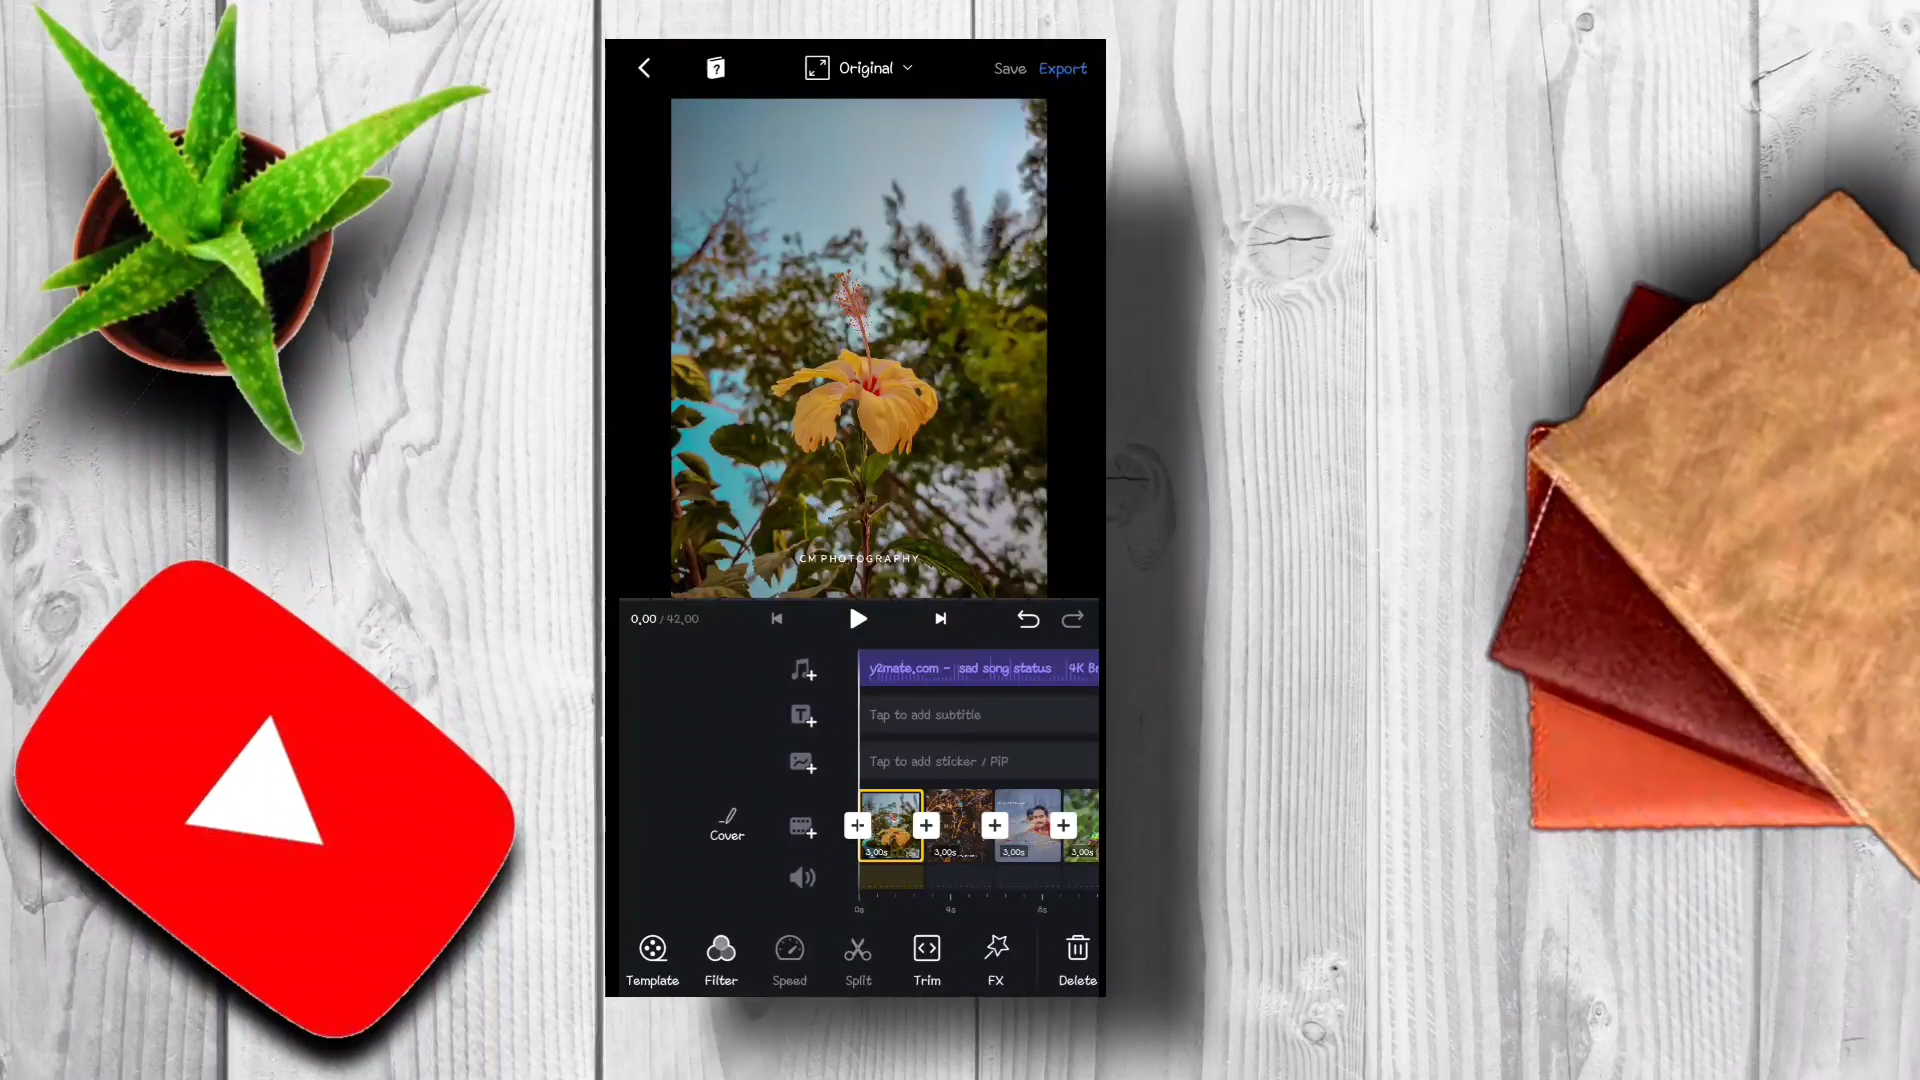 Original
Save Export
CM PHOTOGRAPHY
0,00 / 42,00
y2mate,com - sad song status 4K
Tap to add subtitle
Tap to add sticker / PiP
Cover
3,00s 3,00s 3,00s 3,00s
0s 4s 8s
Template Filter Speed Split Trim FX Delete